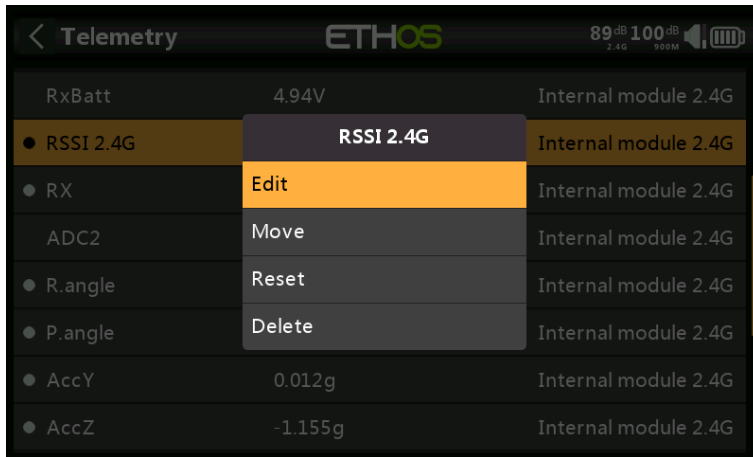 Telemetry ETHOS 89dB 2.4G 100dB 900M
RxBatt 4.94V Internal module 2.4G
RSSI 2.4G Internal module 2.4G
RSSI 2.4G
Edit
RX Internal module 2.4G
Move
ADC2 Internal module 2.4G
Reset
R.angle Internal module 2.4G
Delete
P.angle Internal module 2.4G
AccY 0.012g Internal module 2.4G
AccZ -1.155g Internal module 2.4G